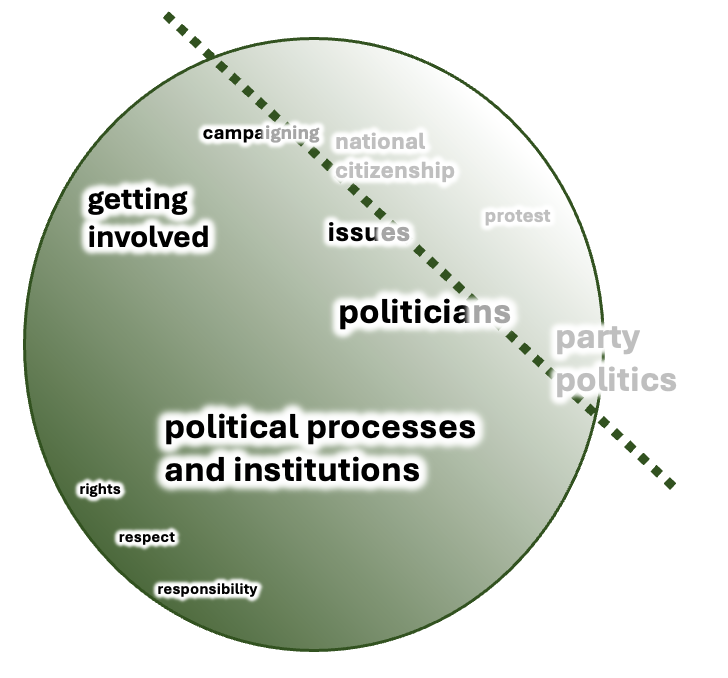 campaigning
national
citizenship
getting
involved
protest
issues
politicians
party
politics
political processes
and institutions
rights
respect
responsibility